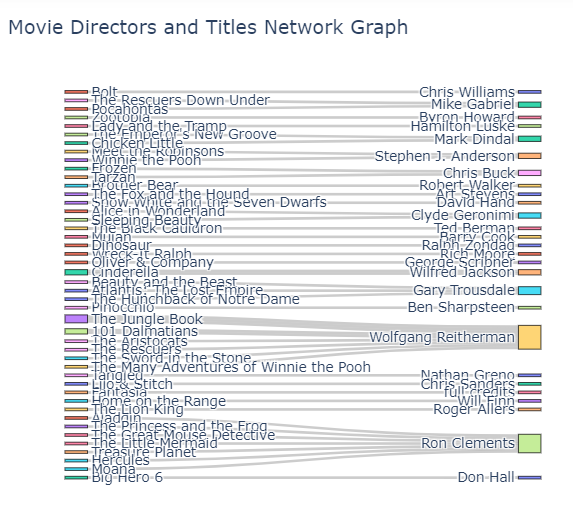 Movie Directors and Titles Network Graph
Bolt
The Rescuers Down Under
Pocahontas
Zootopia
Lady and the Tramp
The Emperor's New Groove
Chicken Little
Meet the Robinsons
Winnie the Pooh
Frozen
Tarzan
Brother Bear
The Fox and the Hound
Snow White and the Seven Dwarfs
Alice in Wonderland
Sleeping Beauty
The Black Cauldron
Mulan
Dinosaur
Wreck-It Ralph
Oliver & Company
Cinderella
Beauty and the Beast
Atlantis: The Lost Empire
The Hunchback of Notre Dame
Pinocchio
The Jungle Book
101 Dalmatians
The Aristocats
The Rescuers
The Sword in the Stone
The Many Adventures of Winnie the Pooh
Tangled
Lilo & Stitch
Fantasia
Home on the Range
The Lion King
Aladdin
The Princess and the Frog
The Great Mouse Detective
The Little Mermaid
Treasure Planet
Hercules
Moana
Big Hero 6
Chris Williams
Mike Gabriel
Byron Howard
Hamilton Luske
Mark Dindal
Stephen J. Anderson
Chris Buck
Robert Walker
Art Stevens
David Hand
Clyde Geronimi
Ted Berman
Barry Cook
Ralph Zondag
Rich Moore
George Scribner
Wilfred Jackson
Gary Trousdale
Ben Sharpsteen
Wolfgang Reitherman
Nathan Greno
Chris Sanders
full credits
Will Finn
Roger Allers
Ron Clements
Don Hall